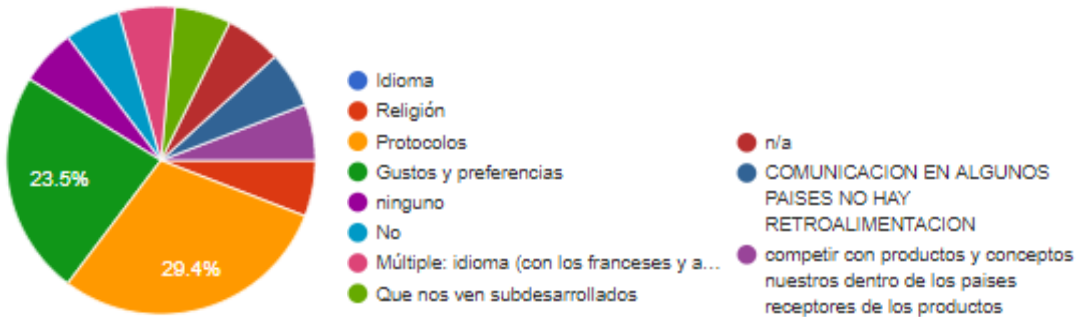 23.5%
29.4%
Idioma
Religión
Protocolos
Gustos y preferencias
ninguno
No
Múltiple: idioma (con los franceses y a...
Que nos ven subdesarrollados
n/a
COMUNICACION EN ALGUNOS
PAISES NO HAY
RETROALIMENTACION
competir con productos y conceptos
nuestros dentro de los paises
receptores de los productos